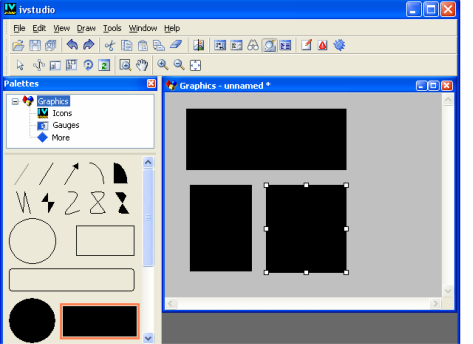 ivstudio
File Edit View Draw Tools Window Help
Palettes
Graphics
Icons
Gauges
More
Graphics - unnamed *